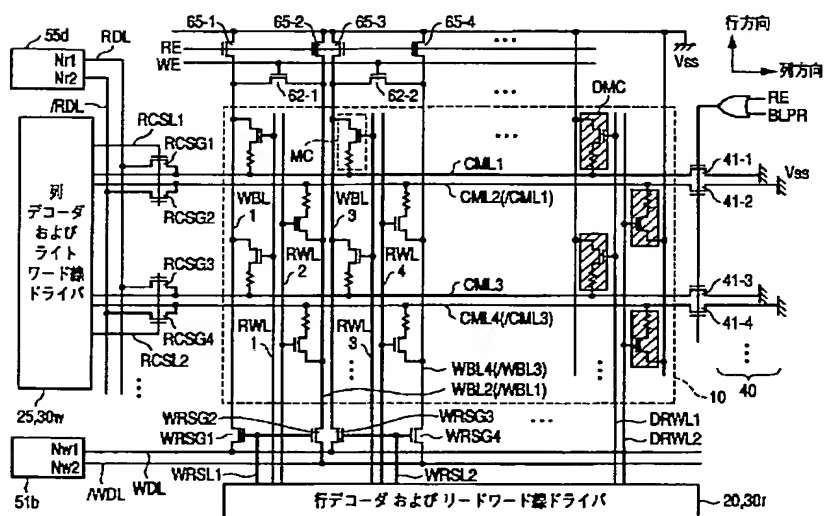 65-1
65-2
65-3
65-4
55d
RDL
Nr1
Nr2
/RDL
RE
WE
Vss
行方向
列方向
62-1
62-2
DMC
RE
BLPR
RCSL1
RCSG1
MC
CML1
41-1
Vss
CML2(/CML1)
41-2
RCSG2
WBL
1
WBL
3
列
デコーダ
および
ライト
ワード線
ドライバ
RWL
2
RWL
4
RCSG3
CML3
41-3
CML4(/CML3)
41-4
RCSG4
RWL
1
RWL
3
RCSL2
WBL4(/WBL3)
WBL2(/WBL1)
10
40
25,30w
WRSG2
WRSG3
WRSG1
WRSG4
DRWL1
DRWL2
Nw1
Nw2
WDL
/WDL
51b
WRSL1
WRSL2
行デコーダ および リードワード線ドライバ
20,30r